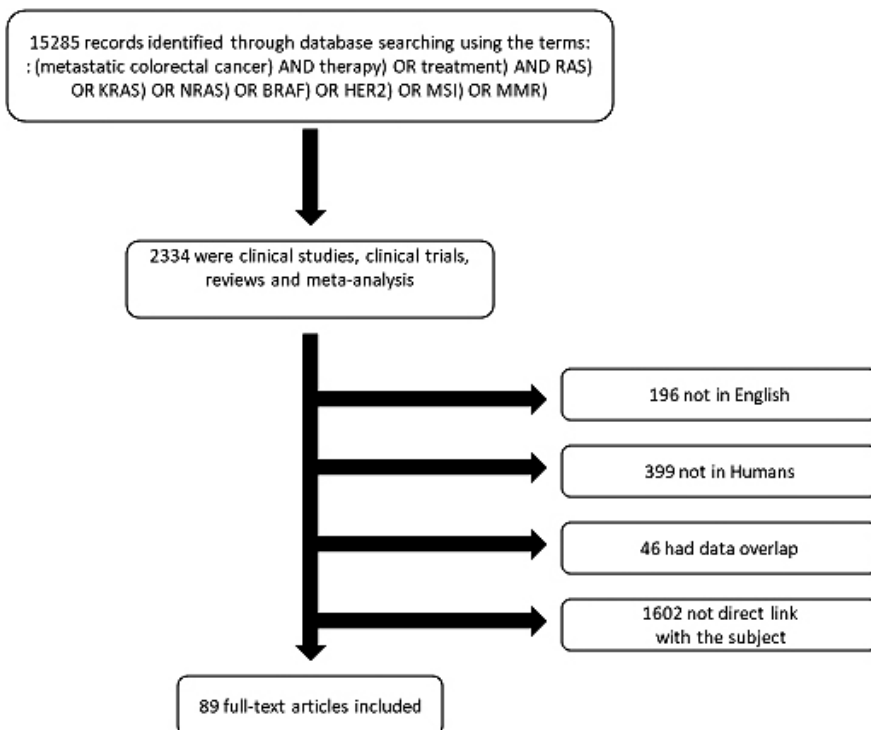 15285 records identified through database searching using the terms:
: (metastatic colorectal cancer) AND therapy) OR treatment) AND RAS)
OR KRAS) OR NRAS) OR BRAF) OR HER2) OR MSI) OR MMR)
2334 were clinical studies, clinical trials,
reviews and meta-analysis
196 not in English
399 not in Humans
46 had data overlap
1602 not direct link
with the subject
89 full-text articles included